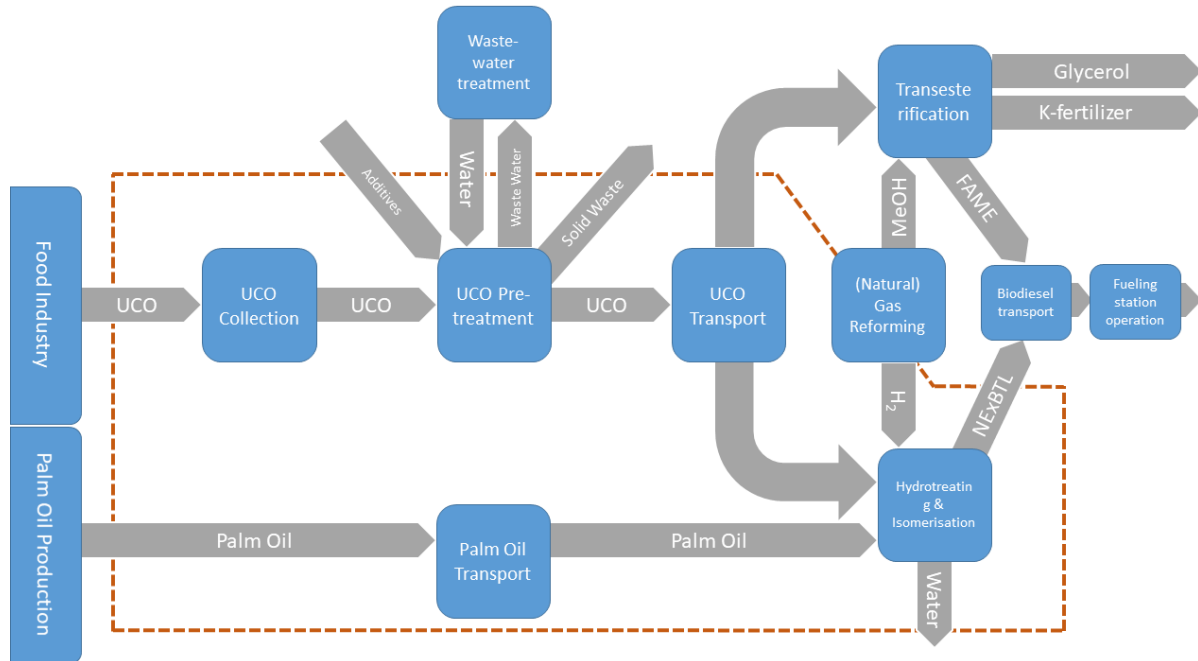 Waste-
water
treatment
Transeste
rification
Glycerol
K-fertilizer
Additives
Water
Waste Water
Solid Waste
MeOH
FAME
Food Industry
UCO
UCO
Collection
UCO
UCO Pre-
treatment
UCO
UCO
Transport
(Natural)
Gas
Reforming
Biodiesel
transport
Fueling
station
operation
H2
NExBTL
Palm Oil Production
Palm Oil
Palm Oil
Transport
Palm Oil
Hydrotreatin
g &
Isomerisation
Water